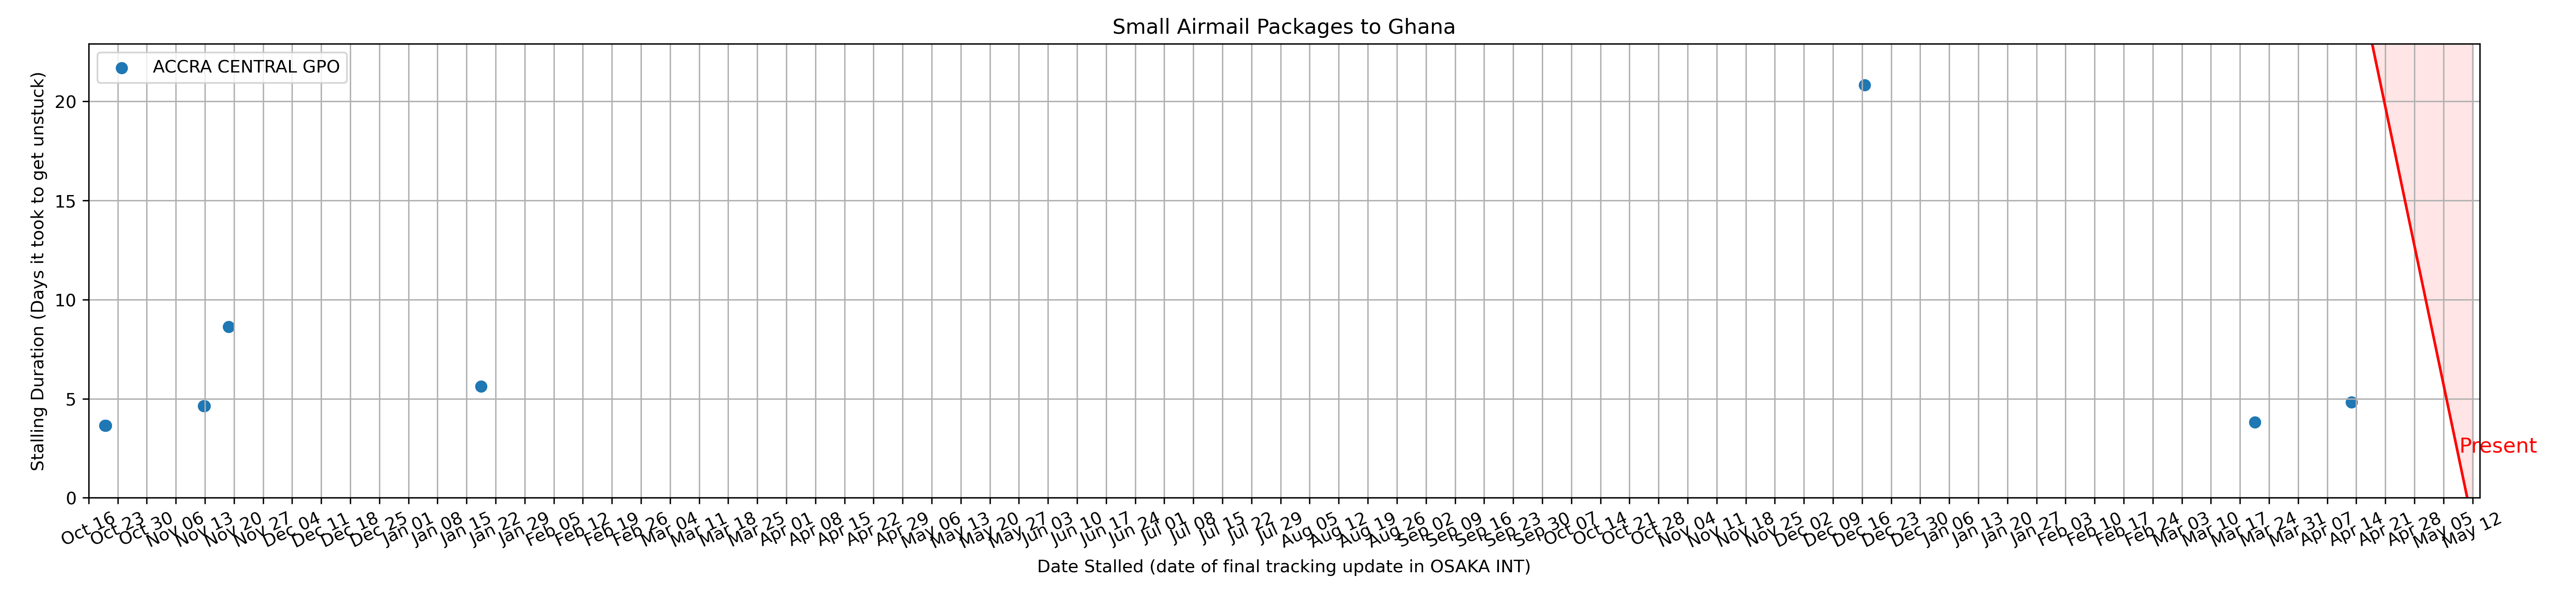 Small Airmail Packages to Ghana
ACCRA CENTRAL GPO
Stalling Duration (Days it took to get unstuck)
20
15
10
5
0
Present
Oct 16 Oct 23 Oct 30 Nov 06 Nov 13 Nov 20 Nov 27 Dec 04 Dec 11 Dec 18 Dec 25 Jan 01 Jan 08 Jan 15 Jan 22 Jan 29 Feb 05 Feb 12 Feb 19 Feb 26 Mar 04 Mar 11 Mar 18 Mar 25 Apr 01 Apr 08 Apr 15 Apr 22 Apr 29 May 06 May 13 May 20 May 27 Jun 03 Jun 10 Jun 17 Jun 24 Jul 01 Jul 08 Jul 15 Jul 22 Jul 29 Aug 05 Aug 12 Aug 19 Aug 26 Sep 02 Sep 09 Sep 16 Sep 23 Sep 30 Oct 07 Oct 14 Oct 21 Oct 28 Nov 04 Nov 11 Nov 18 Nov 25 Dec 02 Dec 09 Dec 16 Dec 23 Dec 30 Jan 06 Jan 13 Jan 20 Jan 27 Feb 03 Feb 10 Feb 17 Feb 24 Mar 03 Mar 10 Mar 17 Mar 24 Mar 31 Apr 07 Apr 14 Apr 21 Apr 28 May 05 May 12
Date Stalled (date of final tracking update in OSAKA INT)